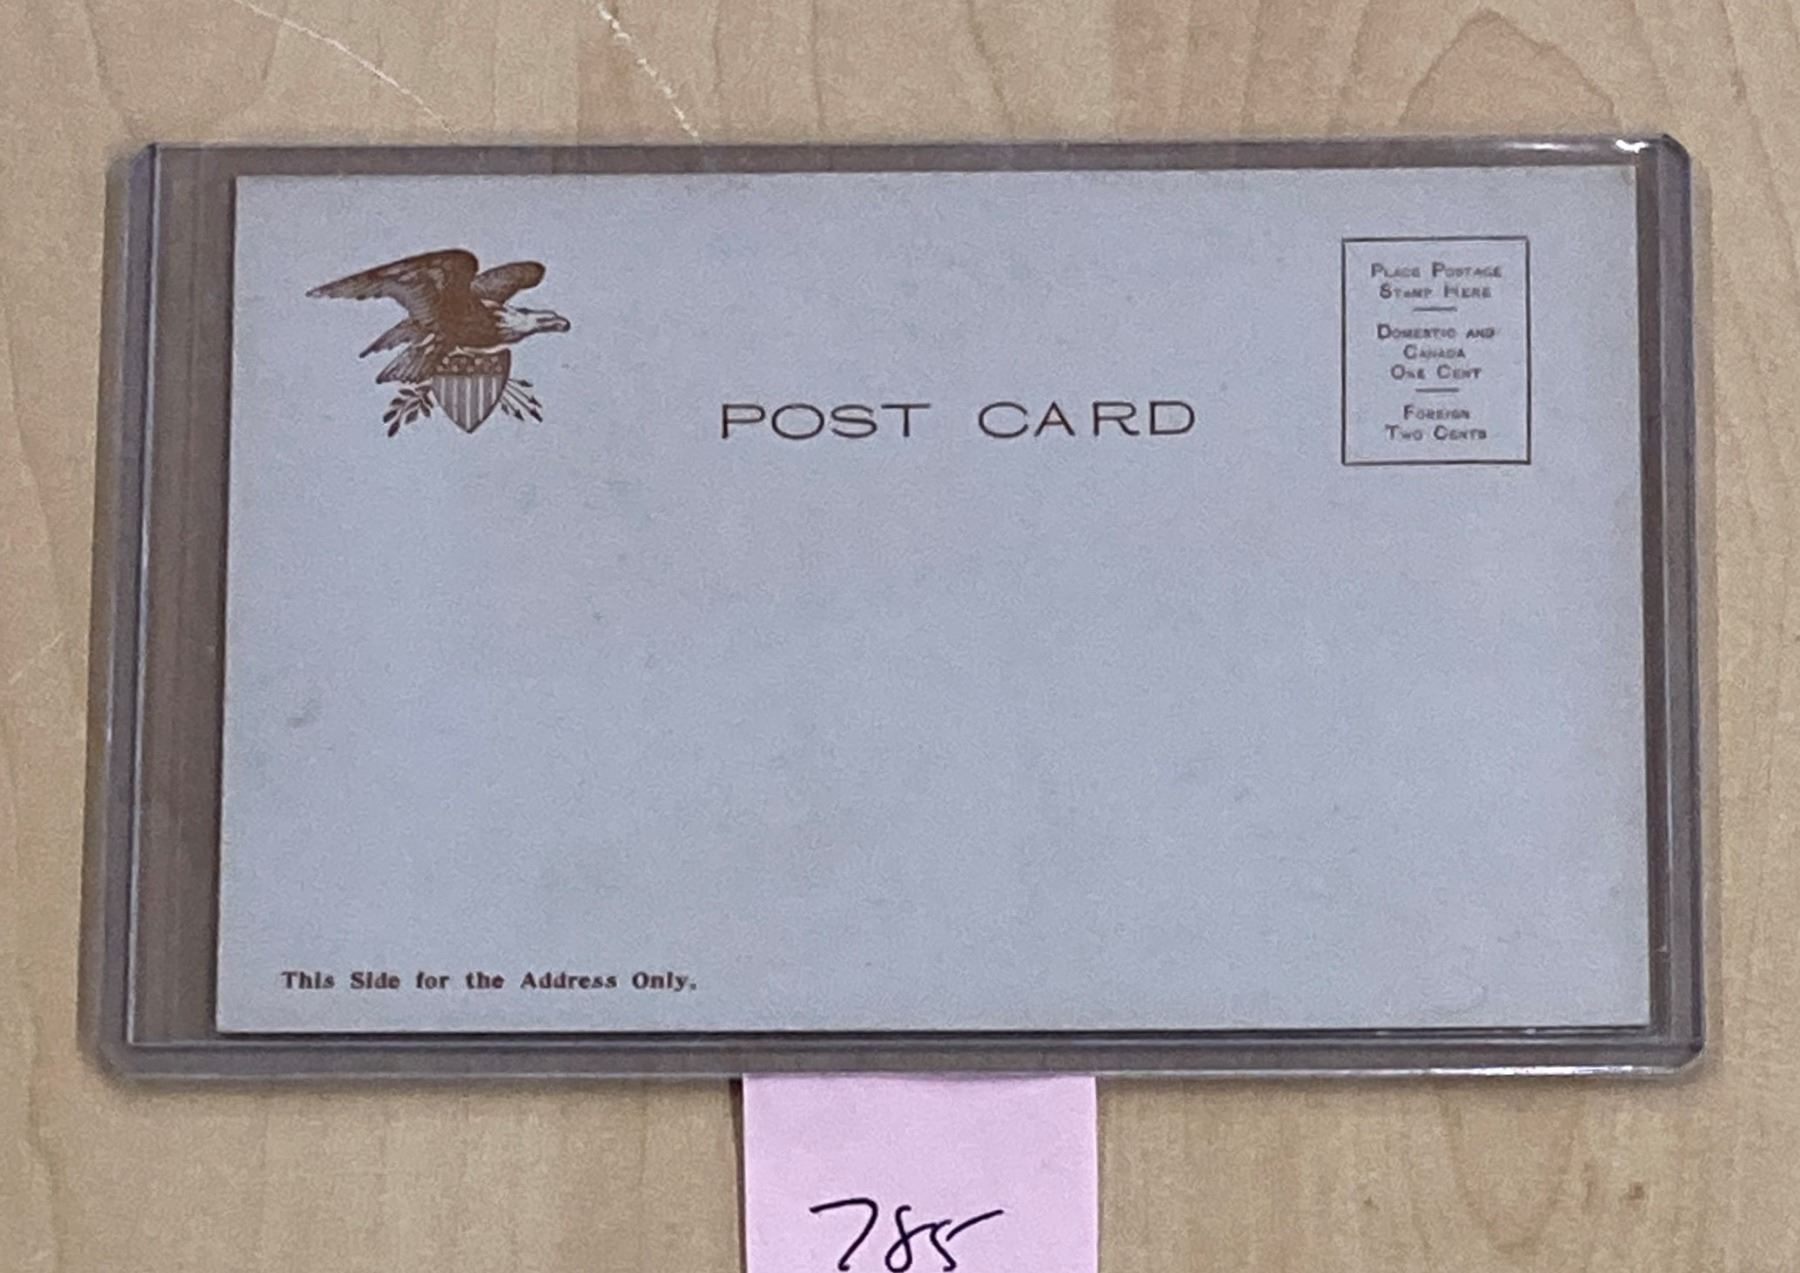 POST CARD
PLACE POSTAGE
STAMP HERE
DOMESTIC AND
CANADA
ONE CENT
FOREIGN
TWO CENTS
This Side for the Address Only.
785